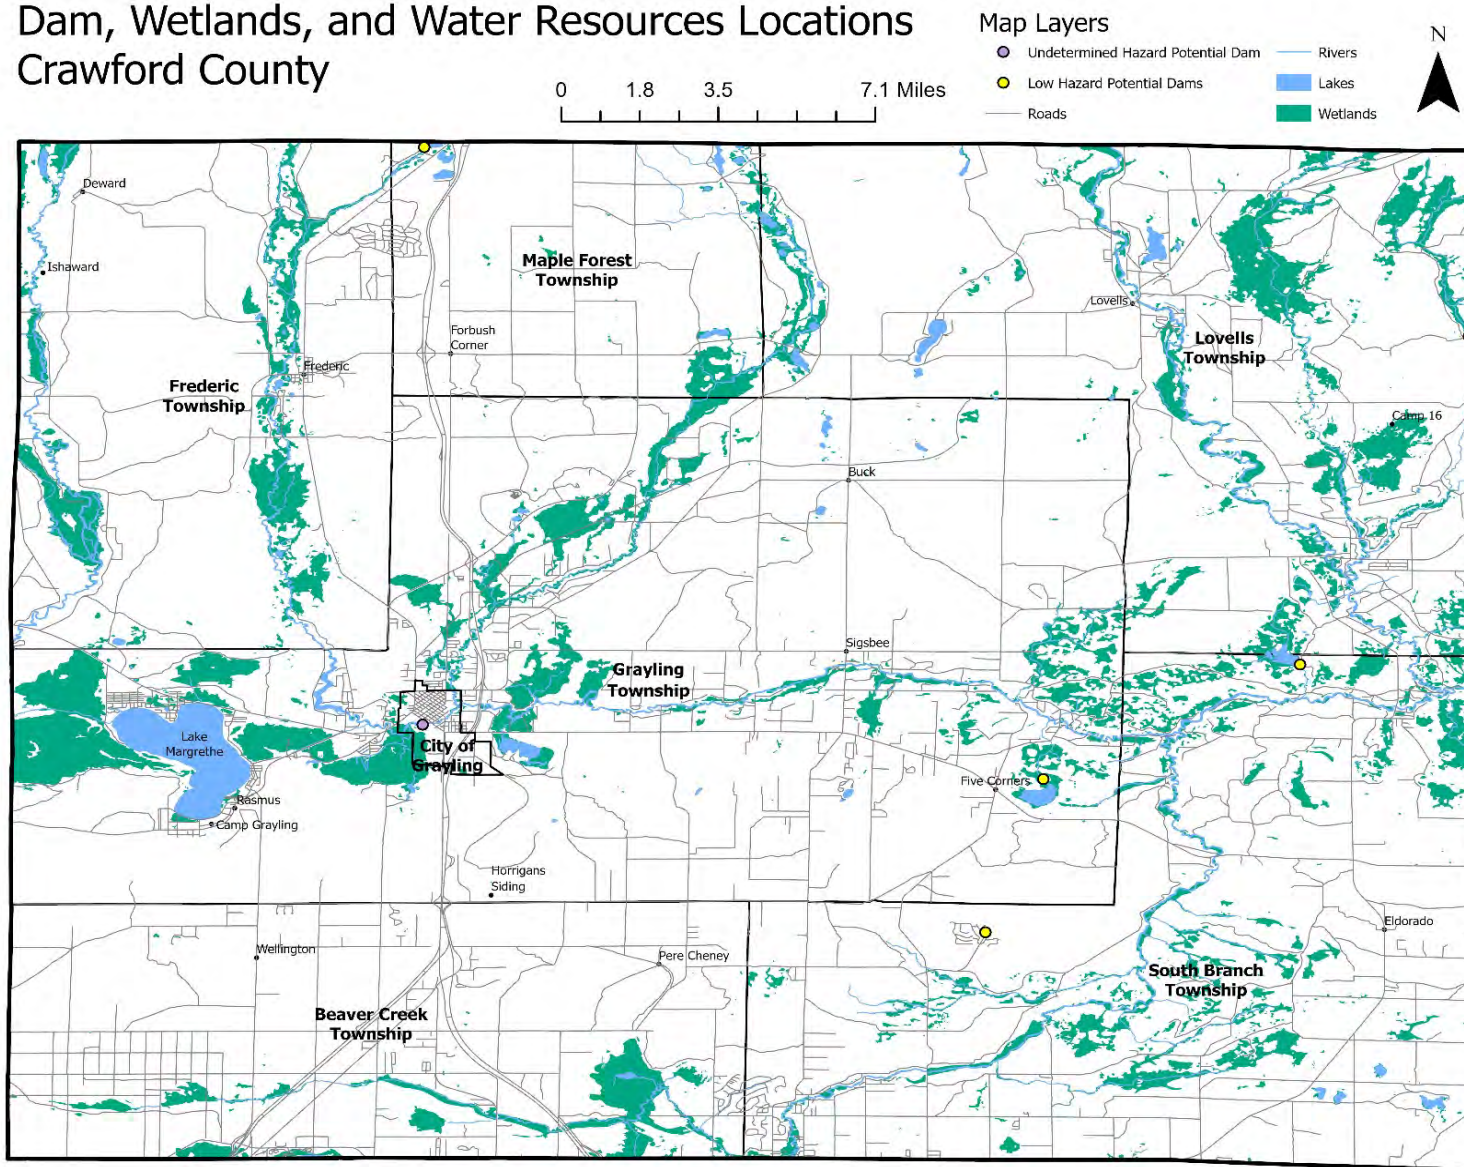 Dam, Wetlands, and Water Resources Locations
Crawford County
0 1.8 3.5 7.1 Miles
Map Layers
Undetermined Hazard Potential Dam
Low Hazard Potential Dams
Roads
Rivers
Lakes
Wetlands
N
Deward
Ishaward
Maple Forest
Township
Lovells
Forbush
Corner
Lovells
Township
Frederic
Frederic
Township
Camp 16
Buck
Sigsbee
Grayling
Township
Lake
Margrethe
City of
Grayling
Five Corners
Rasmus
Camp Grayling
Horrigans
Siding
Eldorado
Wellington
Pere Cheney
South Branch
Township
Beaver Creek
Township